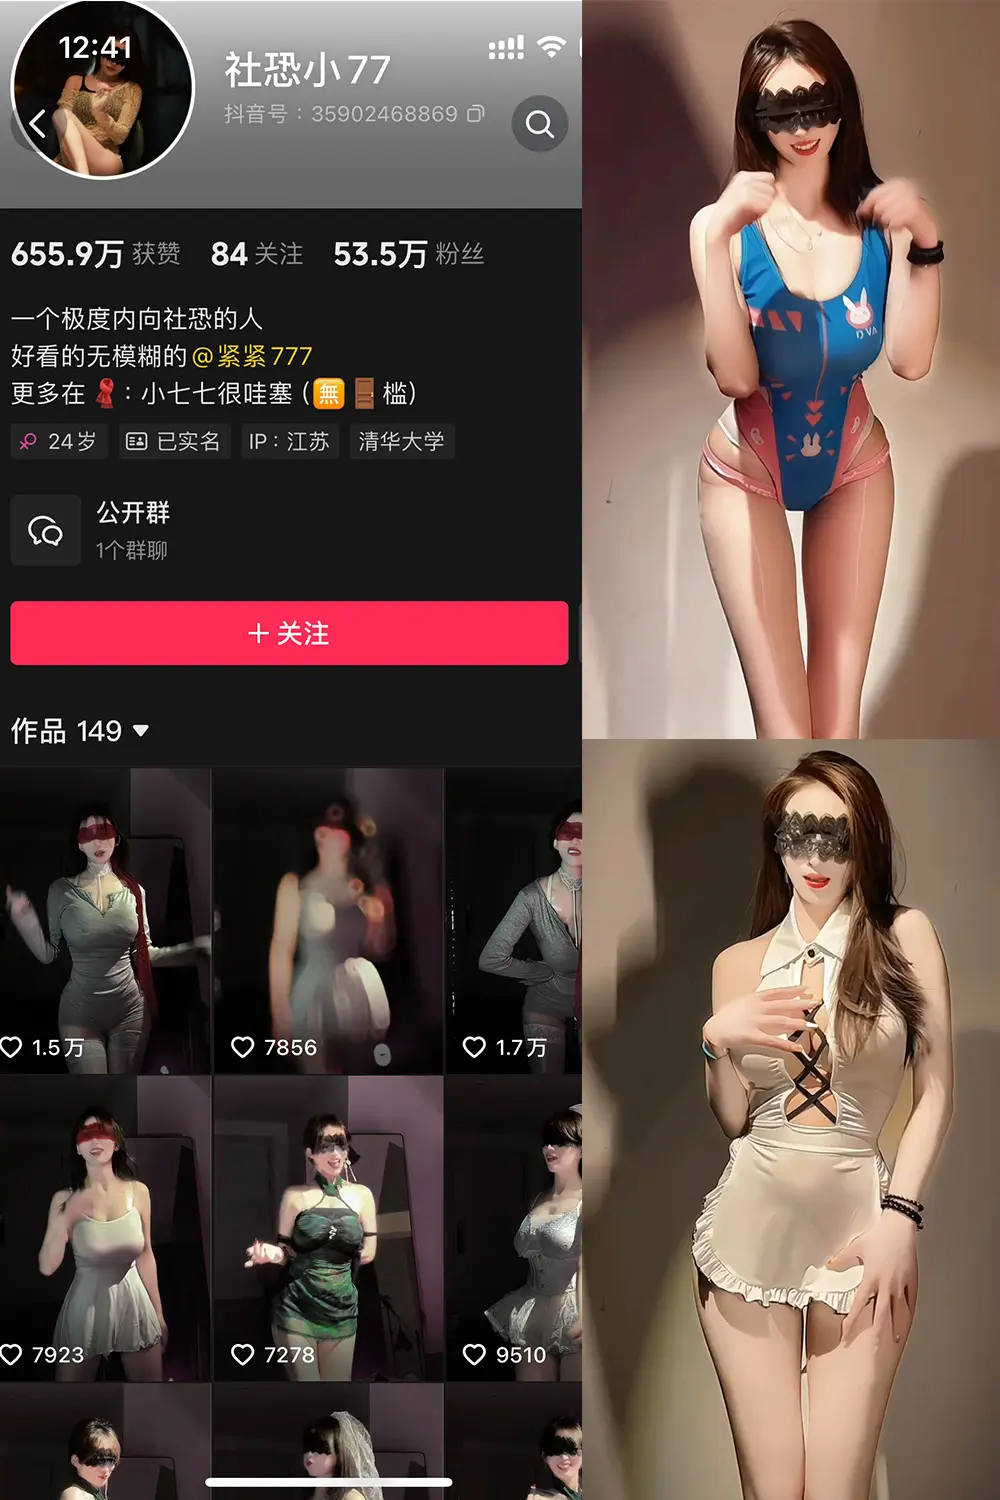 12:41
社恐小77
抖音号：35902468869
655.9万 获赞 84 关注 53.5万 粉丝
一个极度内向社恐的人
好看的无模糊的@紧紧777
更多在🧣：小七七很哇塞（🈚🚪槛）
24岁 已实名 IP：江苏 清华大学
公开群
1个群聊
＋关注
作品 149
1.5万 7856 1.7万
7923 7278 9510
D VA